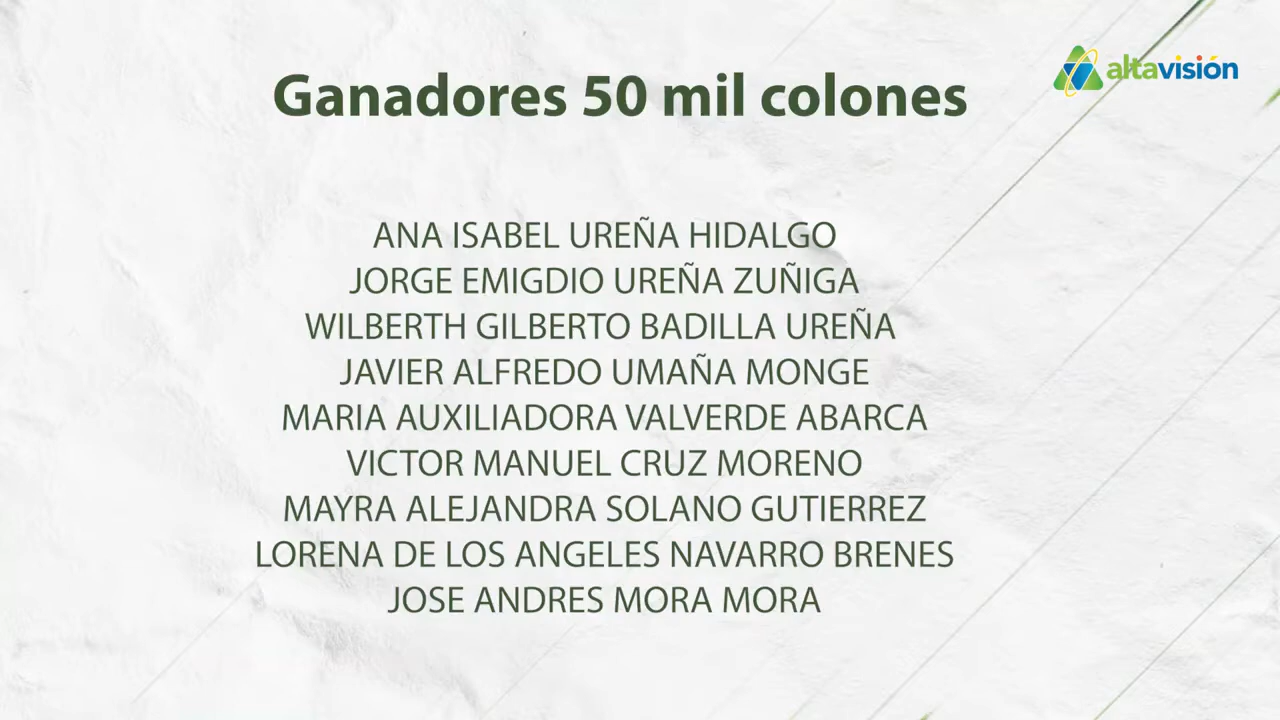 Ganadores 50 mil colones
altavisión
ANA ISABEL UREÑA HIDALGO
JORGE EMIGDIO UREÑA ZUÑIGA
WILBERTH GILBERTO BADILLA UREÑA
JAVIER ALFREDO UMAÑA MONGE
MARIA AUXILIADORA VALVERDE ABARCA
VICTOR MANUEL CRUZ MORENO
MAYRA ALEJANDRA SOLANO GUTIERREZ
LORENA DE LOS ANGELES NAVARRO BRENES
JOSE ANDRES MORA MORA